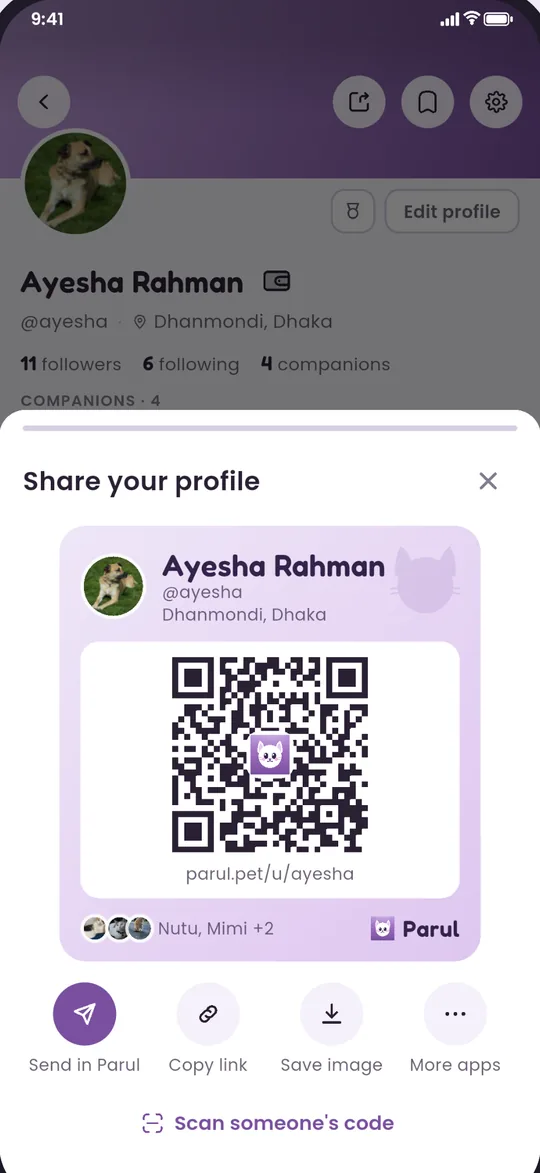 9:41
Edit profile
Ayesha Rahman
@ayesha · Dhanmondi, Dhaka
11 followers 6 following 4 companions
COMPANIONS · 4
Share your profile
Ayesha Rahman
@ayesha
Dhanmondi, Dhaka
parul.pet/u/ayesha
Nutu, Mimi +2
Parul
Send in Parul
Copy link
Save image
More apps
Scan someone's code